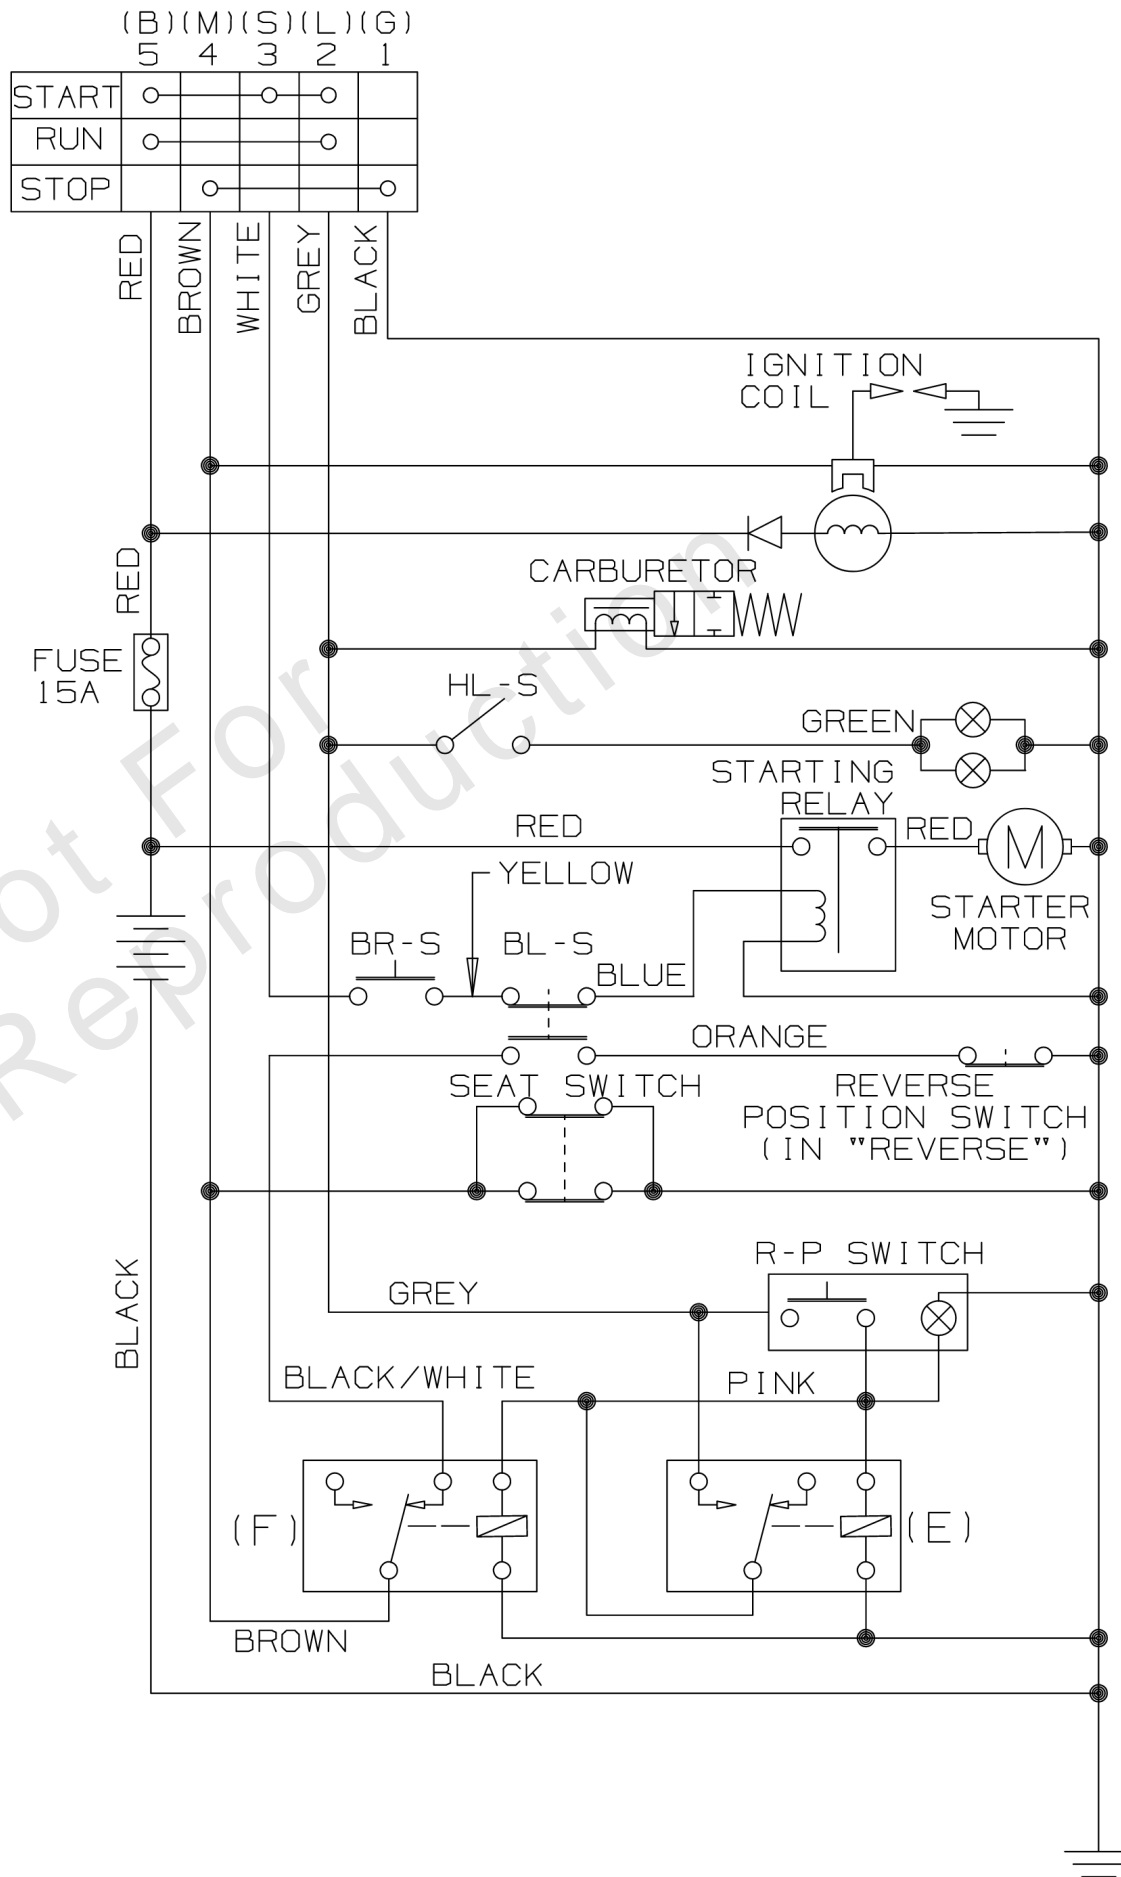 (B)(M)(S)(L)(G)
5 4 3 2 1
START
RUN
STOP
RED
BROWN
WHITE
GREY
BLACK
IGNITION
COIL
RED
CARBURETOR
FUSE
15A
HL-S
GREEN
STARTING
RELAY
RED
RED
YELLOW
M
STARTER
MOTOR
BR-S
BL-S
BLUE
ORANGE
SEAT SWITCH
REVERSE
POSITION SWITCH
(IN "REVERSE")
BLACK
R-P SWITCH
GREY
BLACK/WHITE
PINK
(F)
(E)
BROWN
BLACK
ot For
Reproduction